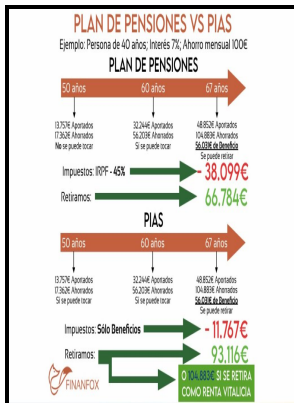 PLAN DE PENSIONES VS PIAS
Ejemplo: Persona de 40 años; Interés 7%; Ahorro mensual 100€
PLAN DE PENSIONES
50 años 60 años 67 años
13.757€ Aportados 32.244€ Aportados 48.852€ Aportados
17.362€ Ahorrados 56.203€ Ahorrados 104.883€ Ahorrados
No se puede tocar Si se puede tocar 56.031€ de Beneficio
Se puede retirar
Impuestos: IRPF - 45% - 38.099€
Retiramos: 66.784€
PIAS
50 años 60 años 67 años
13.757€ Aportados 32.244€ Aportados 48.852€ Aportados
17.362€ Ahorrados 56.203€ Ahorrados 104.883€ Ahorrados
Si se puede tocar Si se puede tocar 56.031€ de Beneficio
Se puede retirar
Impuestos: Sólo Beneficios - 11.767€
Retiramos: 93.116€
O 104.883€ SI SE RETIRA
COMO RENTA VITALICIA
FINANFOX